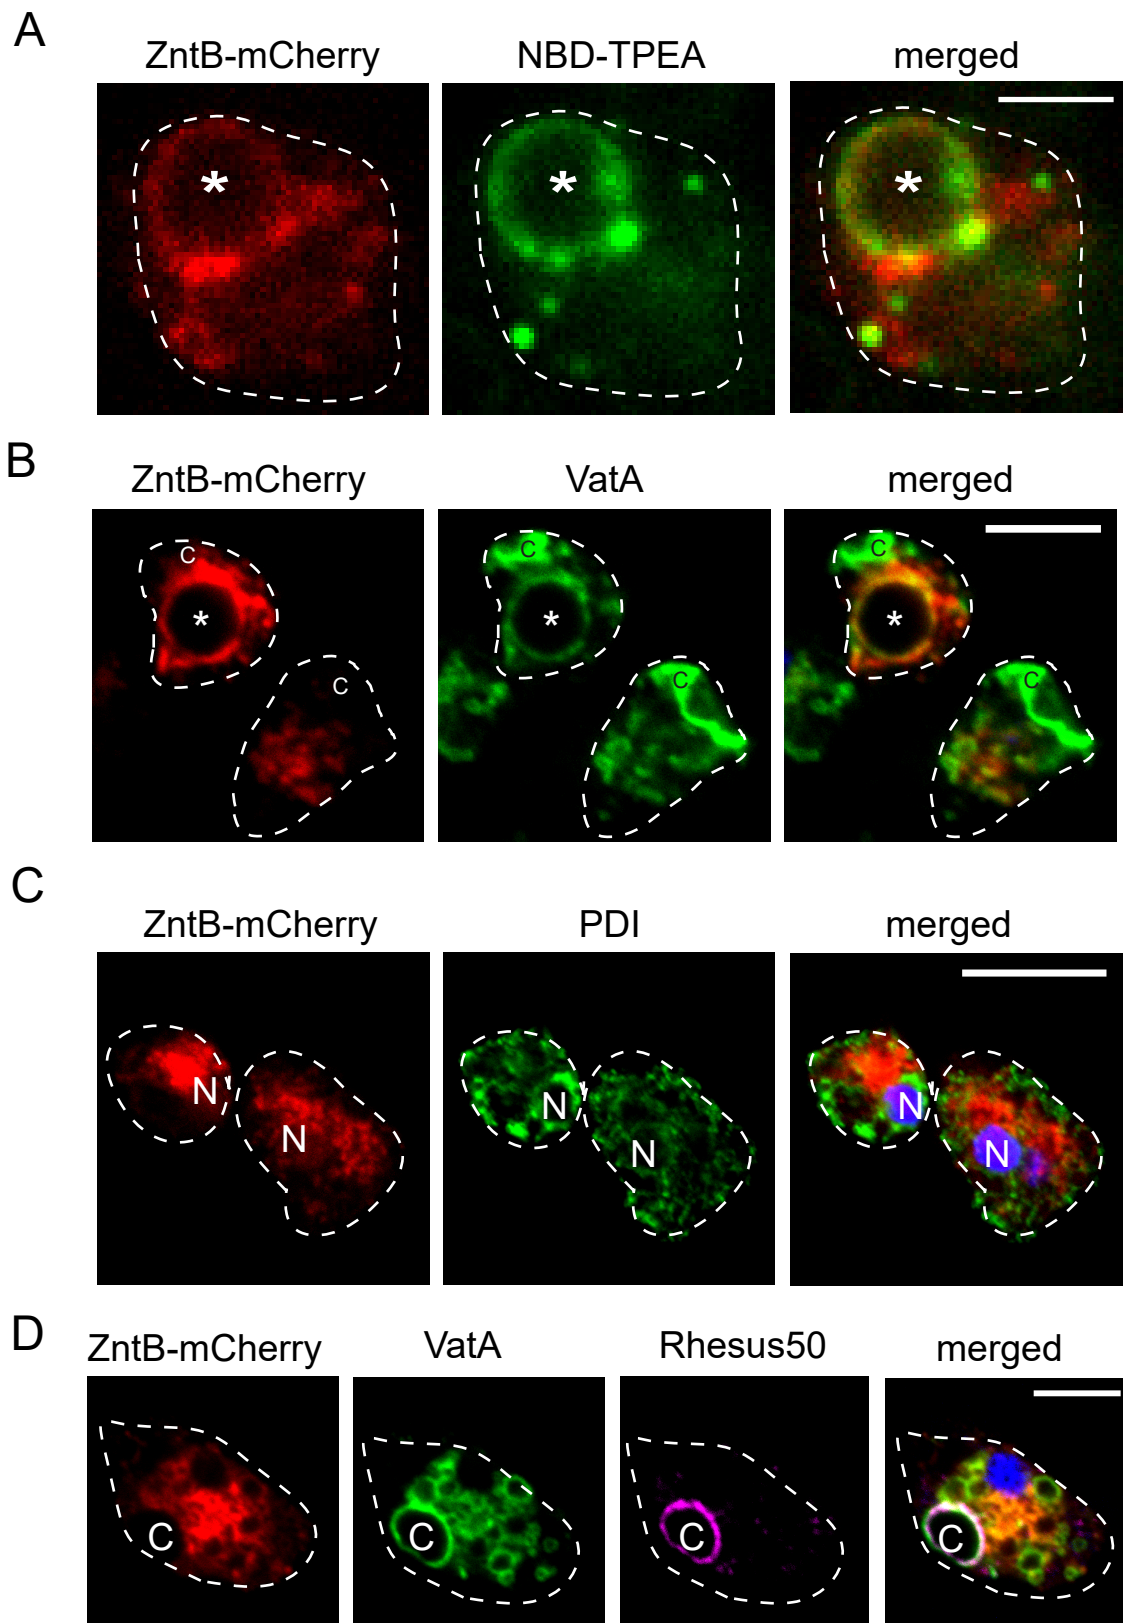 A
ZntB-mCherry NBD-TPEA merged
* * *
B
ZntB-mCherry VatA merged
C C C
* * *
C C C
C
ZntB-mCherry PDI merged
N N N
N N N
D
ZntB-mCherry VatA Rhesus50 merged
C C C C